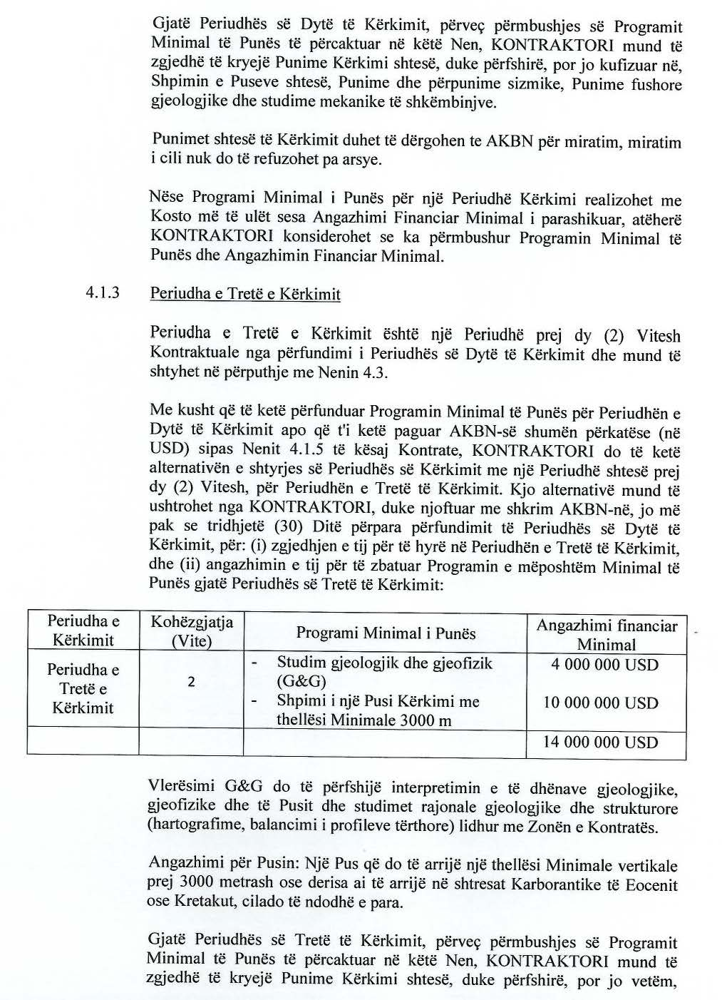 Gjatë Periudhës së Dytë të Kërkimit, përveç përmbushjes së Programit
Minimal të Punës të përcaktuar në këtë Nen, KONTRAKTORI mund të
zgjedhë të kryejë Punime Kërkimi shtesë, duke përfshirë, por jo kufizuar në,
Shpimin e Puseve shtesë, Punime dhe përpunime sizmike, Punime fushore
gjeologjike dhe studime mekanike të shkëmbinjve.
Punimet shtesë të Kërkimit duhet të dërgohen te AKBN për miratim, miratim
i cili nuk do të refuzohet pa arsye.
Nëse Programi Minimal i Punës për një Periudhë Kërkimi realizohet me
Kosto më të ulët sesa Angazhimi Financiar Minimal i parashikuar, atëherë
KONTRAKTORI konsiderohet se ka përmbushur Programin Minimal të
Punës dhe Angazhimin Financiar Minimal.
4.1.3 Periudha e Tretë e Kërkimit
Periudha e Tretë e Kërkimit është një Periudhë prej dy (2) Vitesh
Kontraktuale nga përfundimi i Periudhës së Dytë të Kërkimit dhe mund të
shtyhet në përputhje me Nenin 4.3.
Me kusht që të ketë përfunduar Programin Minimal të Punës për Periudhën e
Dytë të Kërkimit apo që t'i ketë paguar AKBN-së shumën përkatëse (në
USD) sipas Nenit 4.1.5 të kësaj Kontrate, KONTRAKTORI do të ketë
alternativën e shtyrjes së Periudhës së Kërkimit me një Periudhë shtesë prej
dy (2) Vitesh, për Periudhën e Tretë të Kërkimit. Kjo alternativë mund të
ushtrohet nga KONTRAKTORI, duke njoftuar me shkrim AKBN-në, jo më
pak se tridhjetë (30) Ditë përpara përfundimit të Periudhës së Dytë të
Kërkimit, për: (i) zgjedhjen e tij për të hyrë në Periudhën e Tretë të Kërkimit,
dhe (ii) angazhimin e tij për të zbatuar Programin e mëposhtëm Minimal të
Punës gjatë Periudhës së Tretë të Kërkimit:
Periudha e
Kërkimit
Kohëzgjatja
(Vite)
Programi Minimal i Punës
Angazhimi financiar
Minimal
Periudha e
Tretë e
Kërkimit
2
- Studim gjeologjik dhe gjeofizik
(G&G)
- Shpimi i një Pusi Kërkimi me
thellësi Minimale 3000 m
4 000 000 USD
10 000 000 USD
14 000 000 USD
Vlerësimi G&G do të përfshijë interpretimin e të dhënave gjeologjike,
gjeofizike dhe të Pusit dhe studimet rajonale gjeologjike dhe strukturore
(hartografime, balancimi i profileve tërthore) lidhur me Zonën e Kontratës.
Angazhimi për Pusin: Një Pus që do të arrijë një thellësi Minimale vertikale
prej 3000 metrash ose derisa ai të arrijë në shtresat Karborantike të Eocenit
ose Kretakut, cilado të ndodhë e para.
Gjatë Periudhës së Tretë të Kërkimit, përveç përmbushjes së Programit
Minimal të Punës të përcaktuar në këtë Nen, KONTRAKTORI mund të
zgjedhë të kryejë Punime Kërkimi shtesë, duke përfshirë, por jo vetëm,